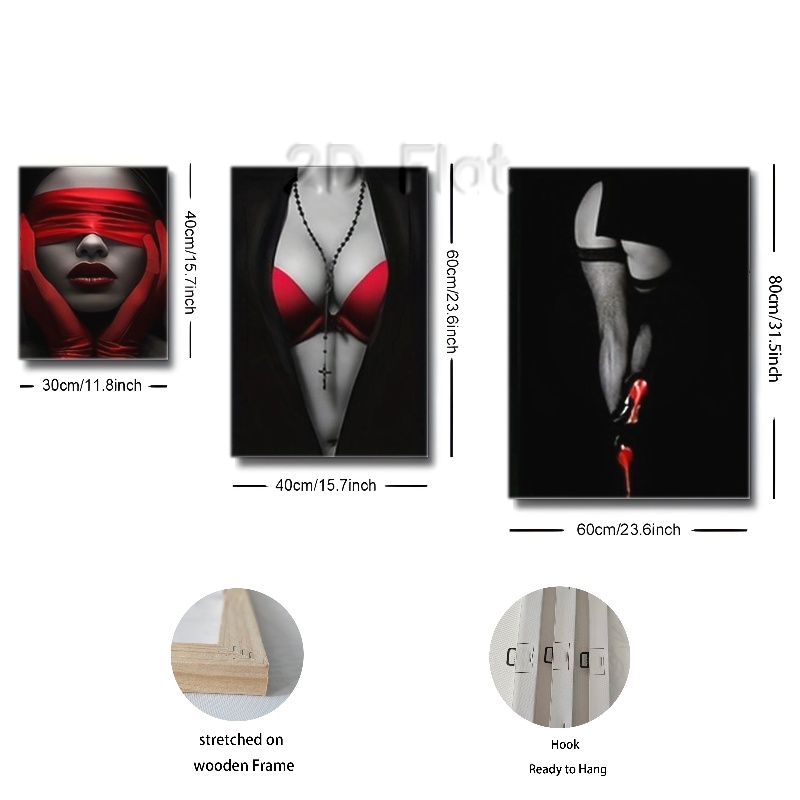 2D Flat
40cm/15.7inch
30cm/11.8inch
60cm/23.6inch
40cm/15.7inch
80cm/31.5inch
60cm/23.6inch
stretched on
wooden Frame
Hook
Ready to Hang